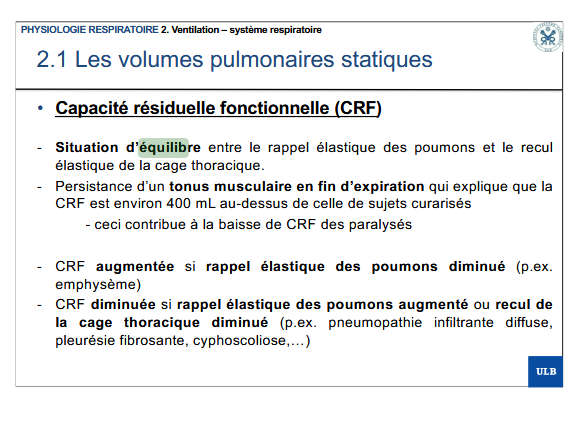 PHYSIOLOGIE RESPIRATOIRE 2. Ventilation – système respiratoire
2.1 Les volumes pulmonaires statiques
• Capacité résiduelle fonctionnelle (CRF)
- Situation d'équilibre entre le rappel élastique des poumons et le recul
élastique de la cage thoracique.
- Persistance d'un tonus musculaire en fin d'expiration qui explique que la
CRF est environ 400 mL au-dessus de celle de sujets curarisés
- ceci contribue à la baisse de CRF des paralysés
- CRF augmentée si rappel élastique des poumons diminué (p.ex.
emphysème)
- CRF diminuée si rappel élastique des poumons augmenté ou recul de
la cage thoracique diminué (p.ex. pneumopathie infiltrante diffuse,
pleurésie fibrosante, cyphoscoliose,…)
ULB